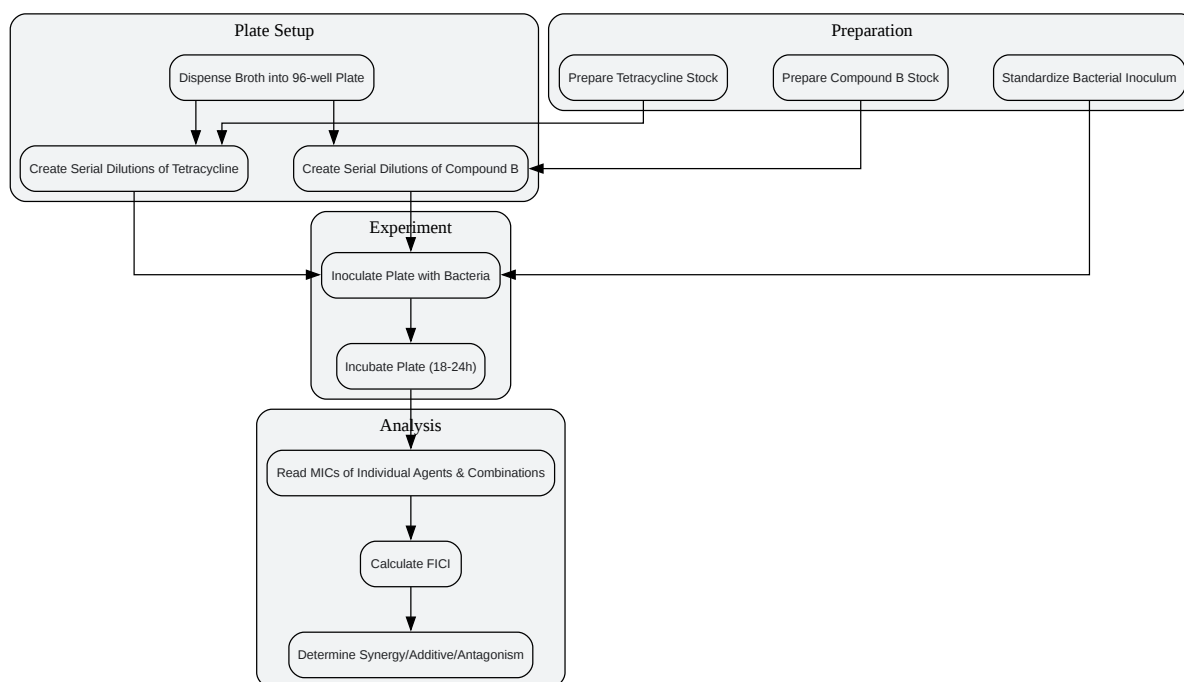 Plate Setup
Preparation
Dispense Broth into 96-well Plate
Prepare Tetracycline Stock
Prepare Compound B Stock
Standardize Bacterial Inoculum
Create Serial Dilutions of Tetracycline
Create Serial Dilutions of Compound B
Experiment
Inoculate Plate with Bacteria
Incubate Plate (18-24h)
Analysis
Read MICs of Individual Agents & Combinations
Calculate FICI
Determine Synergy/Additive/Antagonism